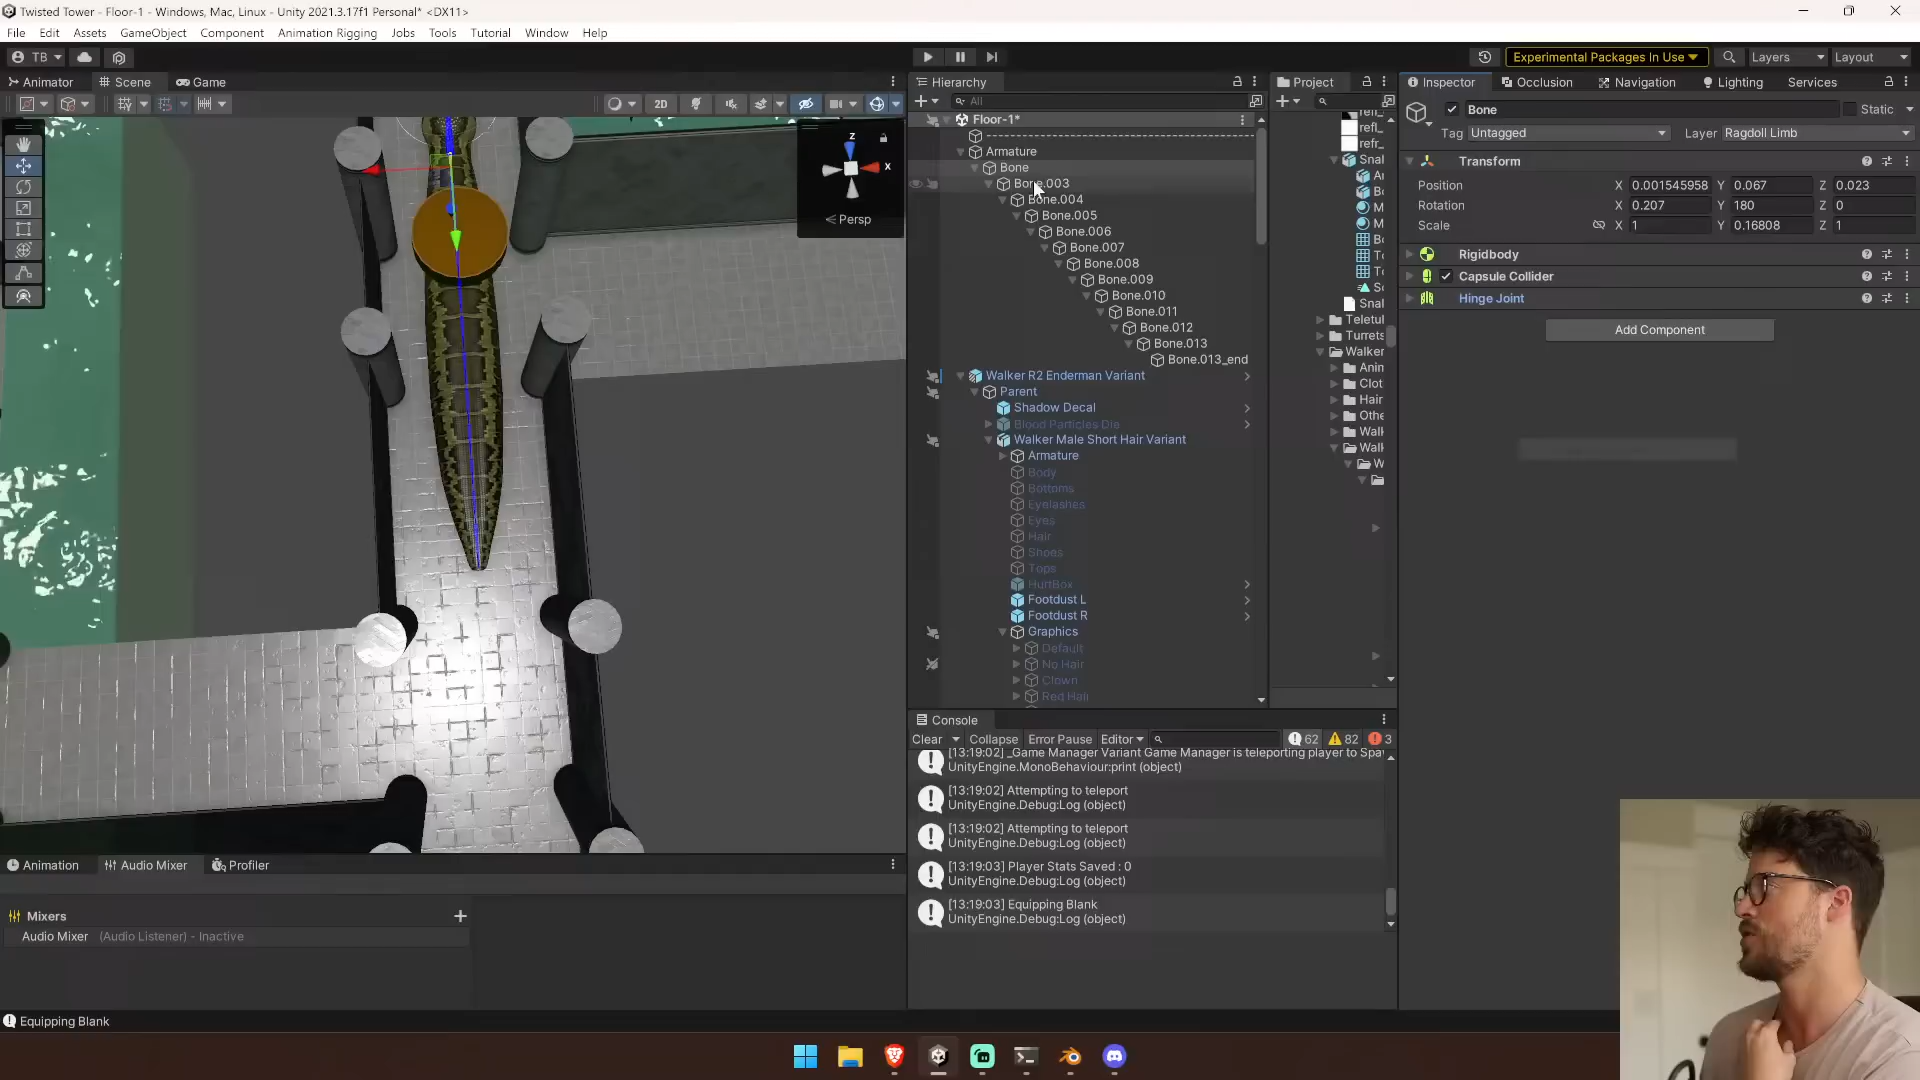 Twisted Tower - Floor-1 - Windows, Mac, Linux - Unity 2021.3.17f1 Personal* <DX11>
File Edit Assets GameObject Component Animation Rigging Jobs Tools Tutorial Window Help
TB
Experimental Packages In Use
Layers
Layout
Animator
Scene
Game
2D
z
x
Persp
Hierarchy
All
Floor-1*
Armature
Bone
Bone.003
Bone.004
Bone.005
Bone.006
Bone.007
Bone.008
Bone.009
Bone.010
Bone.011
Bone.012
Bone.013
Bone.013_end
Walker R2 Enderman Variant
Parent
Shadow Decal
Blood Particles Die
Walker Male Short Hair Variant
Armature
Body
Bottoms
Eyelashes
Eyes
Hair
Shoes
Tops
HurtBox
Footdust L
Footdust R
Graphics
Default
No Hair
Clown
Red Hair
Project
refl_
refr_
Snal
Snal
Teletul
Turrets
Walker
Anin
Clot
Hair
Othe
Walk
Walk
W
Inspector
Occlusion
Navigation
Lighting
Services
Bone
Static
Tag Untagged
Layer Ragdoll Limb
Transform
Position X 0.001545958 Y 0.067 Z 0.023
Rotation X 0.207 Y 180 Z 0
Scale X 1 Y 0.16808 Z 1
Rigidbody
Capsule Collider
Hinge Joint
Add Component
Console
Clear Collapse Error Pause Editor 62 82 3
[13:19:02] _Game Manager Variant Game Manager is teleporting player to Spa
UnityEngine.MonoBehaviour:print (object)
[13:19:02] Attempting to teleport
UnityEngine.Debug:Log (object)
[13:19:02] Attempting to teleport
UnityEngine.Debug:Log (object)
[13:19:03] Player Stats Saved : 0
UnityEngine.Debug:Log (object)
[13:19:03] Equipping Blank
UnityEngine.Debug:Log (object)
Animation
Audio Mixer
Profiler
Mixers
Audio Mixer (Audio Listener) - Inactive
Equipping Blank